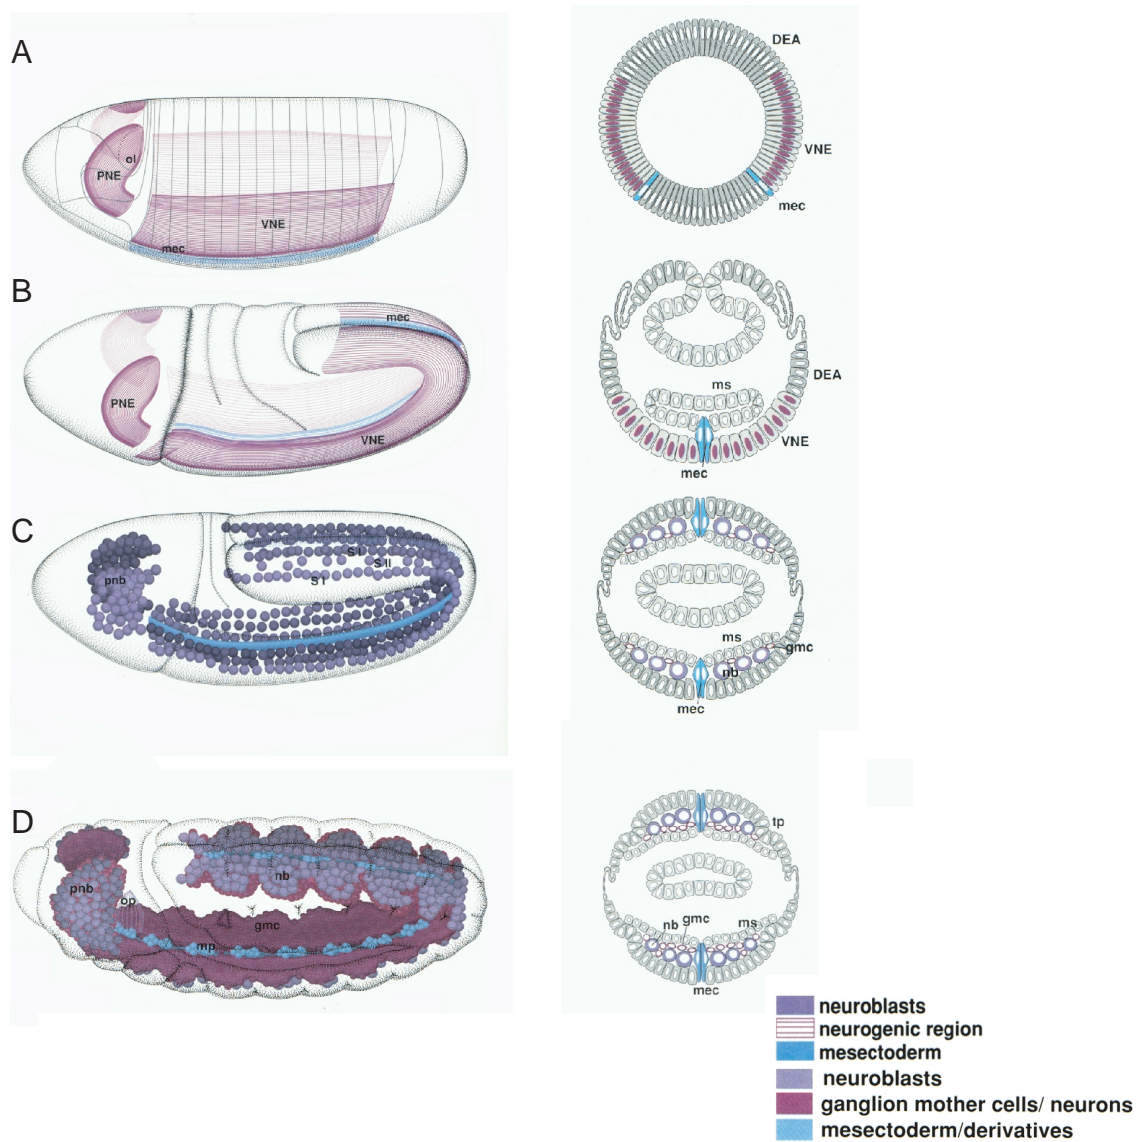 A
DEA
ol
PNE
VNE
VNE
mec
mec
B
mec
ms
DEA
PNE
VNE
VNE
mec
C
S I
S II
pnb
S I
ms
gmc
nb
mec
D
tp
nb
pnb
op
gmc
mp
nb
gmc
ms
mec
neuroblasts
neurogenic region
mesectoderm
neuroblasts
ganglion mother cells/ neurons
mesectoderm/derivatives